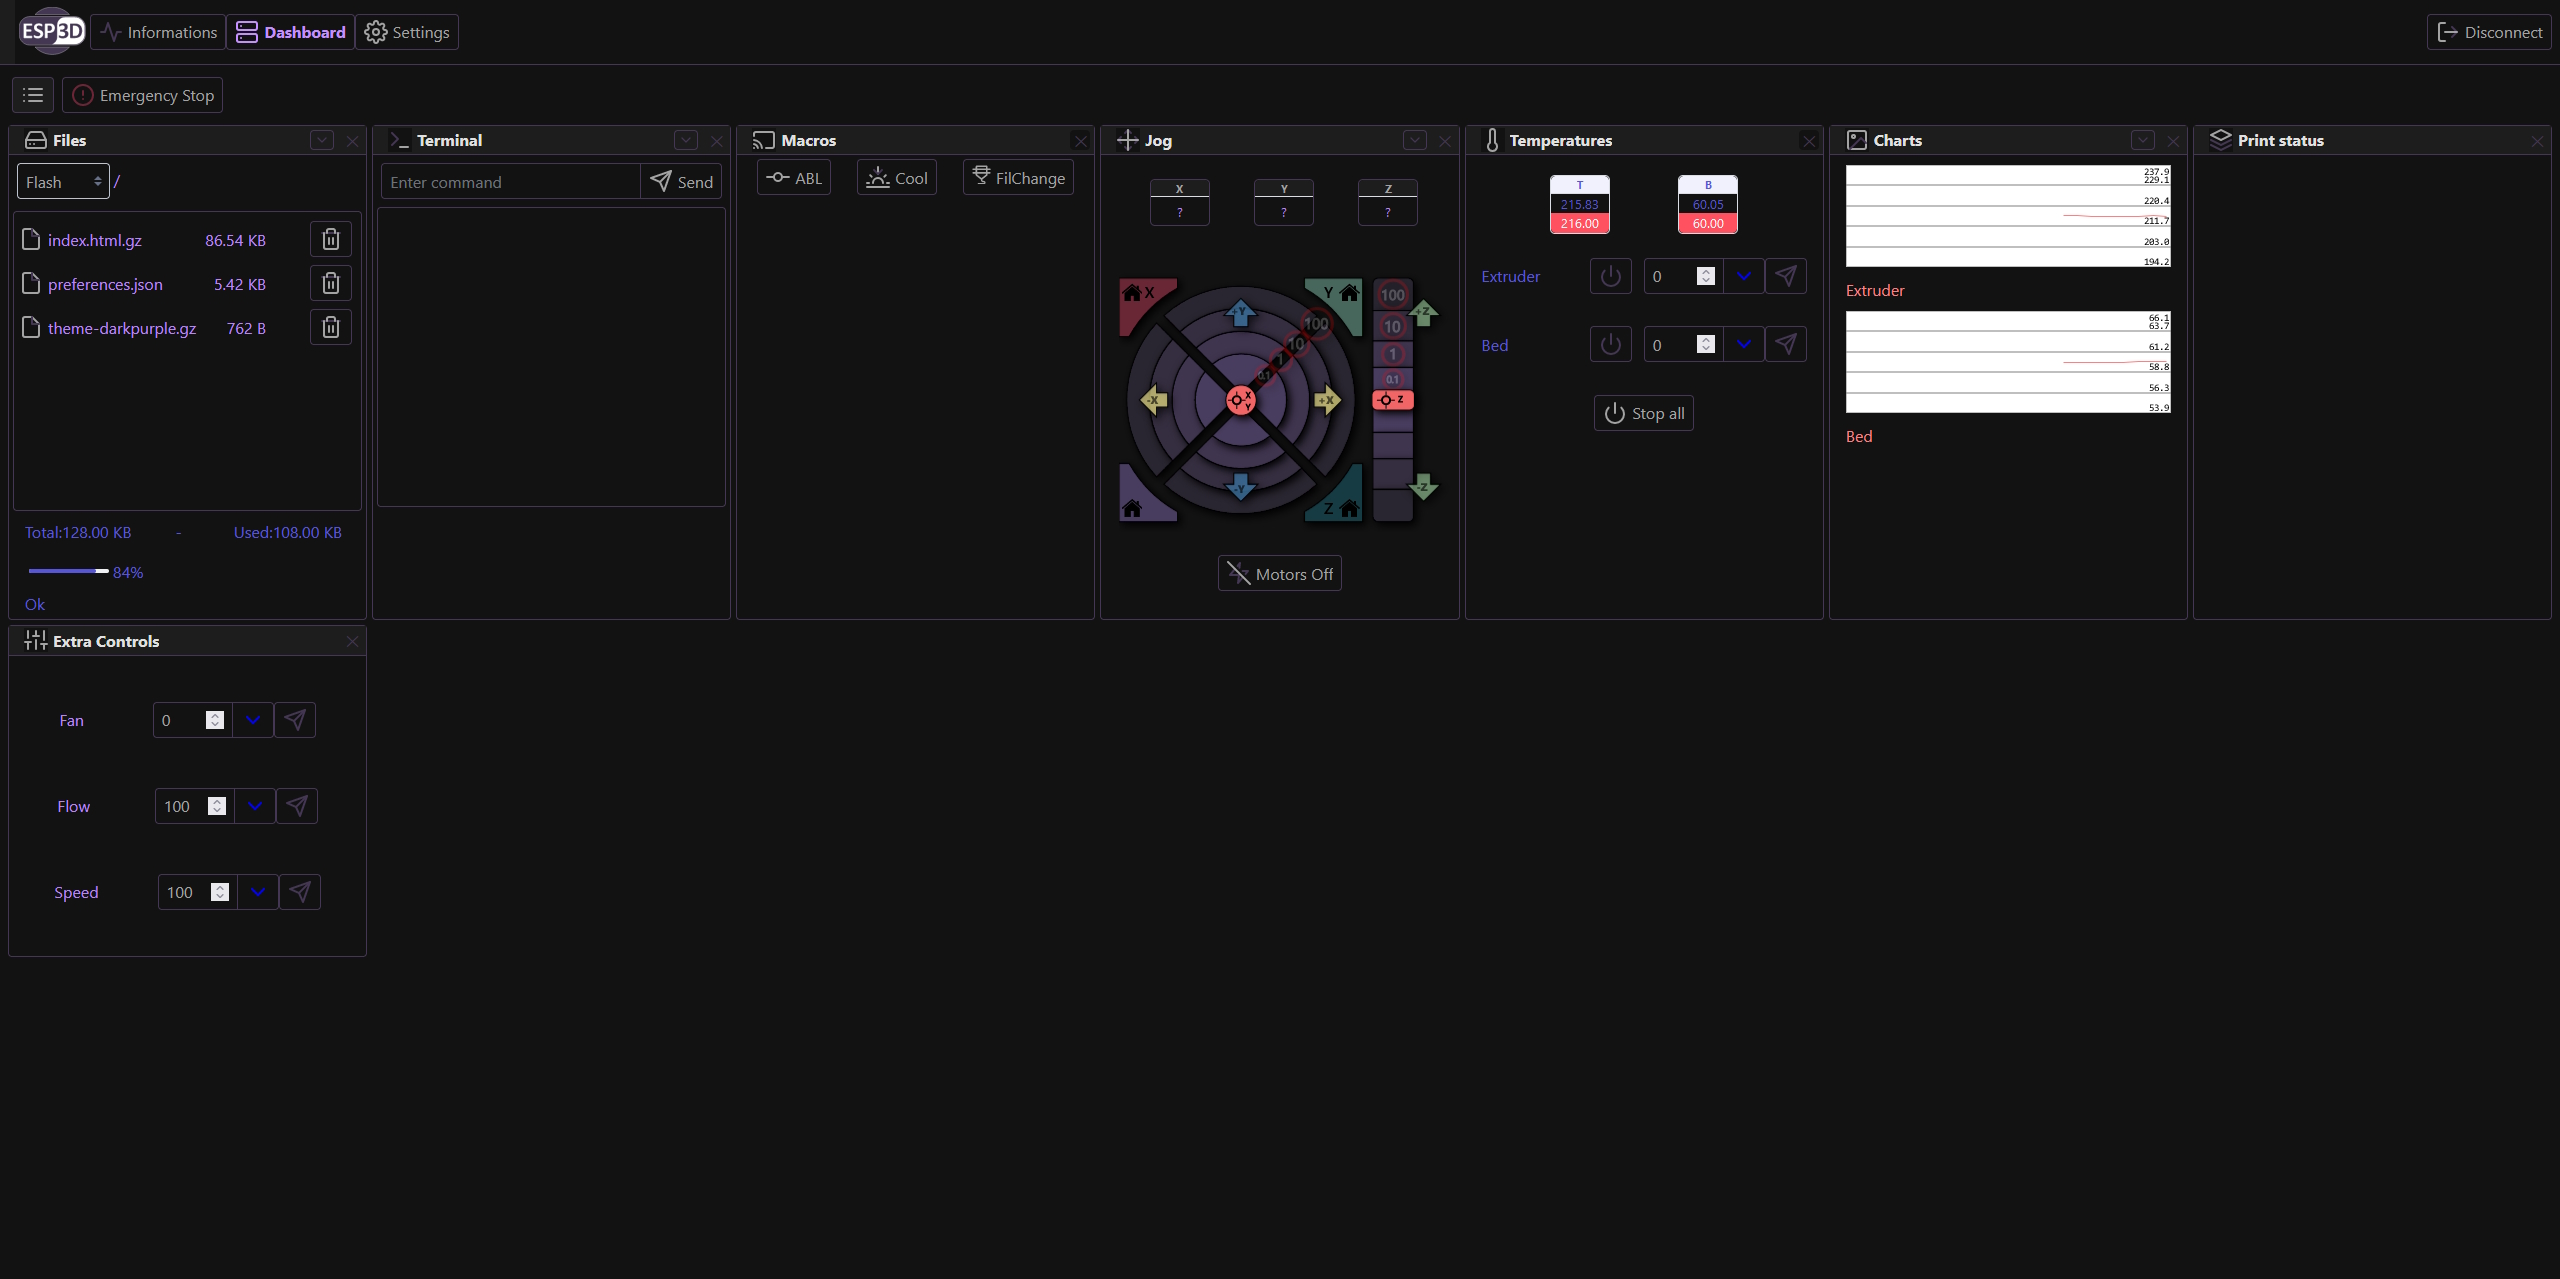 ESP3D Informations Dashboard Settings Disconnect
Emergency Stop
Files
Flash /
index.html.gz 86.54 KB
preferences.json 5.42 KB
theme-darkpurple.gz 762 B
Total:128.00 KB - Used:108.00 KB
84%
Ok
Terminal
Enter command Send
Macros
ABL Cool FilChange
Jog
X Y Z
? ? ?
X Y
+Y
100
10
1
0.1
-X
X
Y
+X
-Y
Z
100
10
1
0.1
+Z
Z
-Z
Motors Off
Temperatures
T B
215.83 60.05
216.00 60.00
Extruder 0
Bed 0
Stop all
Charts
237.9
229.1
220.4
211.7
203.0
194.2
Extruder
66.1
63.7
61.2
58.8
56.3
53.9
Bed
Print status
Extra Controls
Fan 0
Flow 100
Speed 100